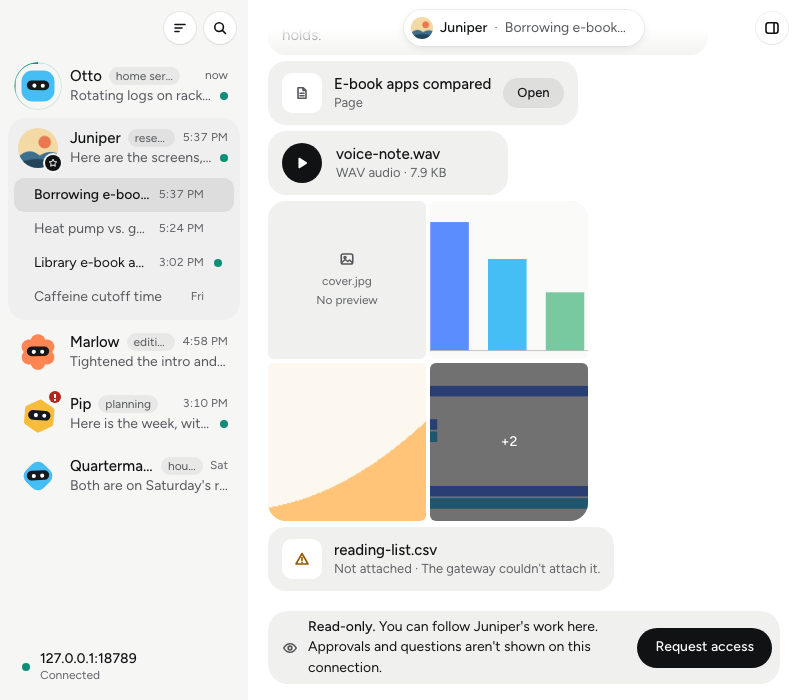 Otto home ser... now
Rotating logs on rack...
Juniper rese... 5:37 PM
Here are the screens,...
Borrowing e-boo... 5:37 PM
Heat pump vs. g... 5:24 PM
Library e-book a... 3:02 PM
Caffeine cutoff time Fri
Marlow editi... 4:58 PM
Tightened the intro and...
Pip planning 3:10 PM
Here is the week, wit...
Quarterma... hou... Sat
Both are on Saturday's r...
127.0.0.1:18789
Connected
Juniper · Borrowing e-book...
holds.
E-book apps compared
Page
Open
voice-note.wav
WAV audio · 7.9 KB
cover.jpg
No preview
+2
reading-list.csv
Not attached · The gateway couldn't attach it.
Read-only. You can follow Juniper's work here.
Approvals and questions aren't shown on this
connection.
Request access